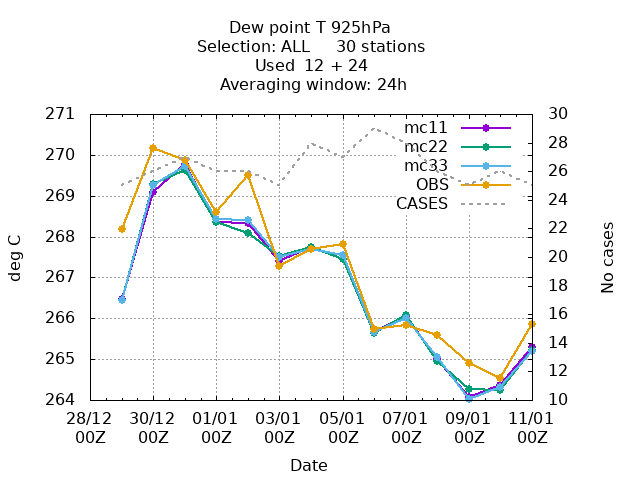 Dew point T 925hPa
Selection: ALL     30 stations
Used  12 + 24
Averaging window: 24h
271
270
269
268
267
266
265
264
deg C
30
28
26
24
22
20
18
16
14
12
10
No cases
mc11
mc22
mc33
OBS
CASES
28/12 30/12 01/01 03/01 05/01 07/01 09/01 11/01
00Z 00Z 00Z 00Z 00Z 00Z 00Z 00Z
Date